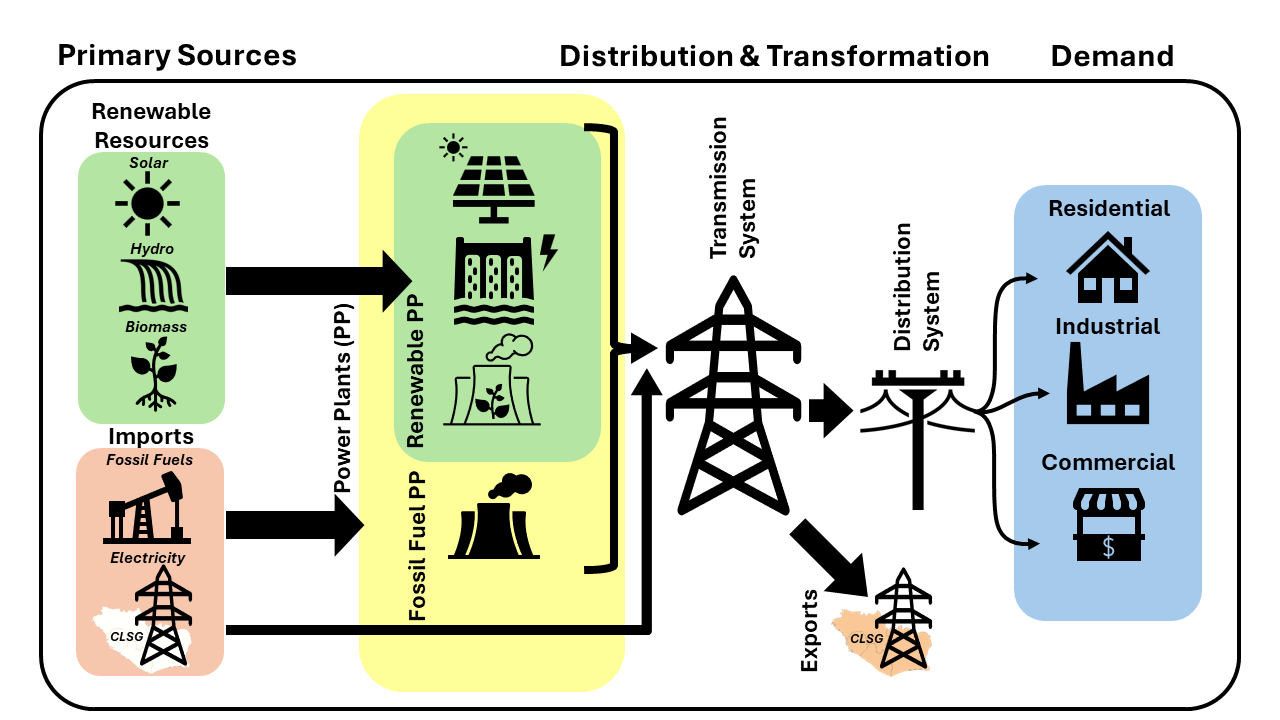 Primary Sources
Distribution & Transformation
Demand
Renewable
Resources
Solar
Hydro
Biomass
Imports
Fossil Fuels
Electricity
CLSG
Power Plants (PP)
Renewable PP
Fossil Fuel PP
Transmission
System
Distribution
System
Exports
CLSG
Residential
Industrial
Commercial
$